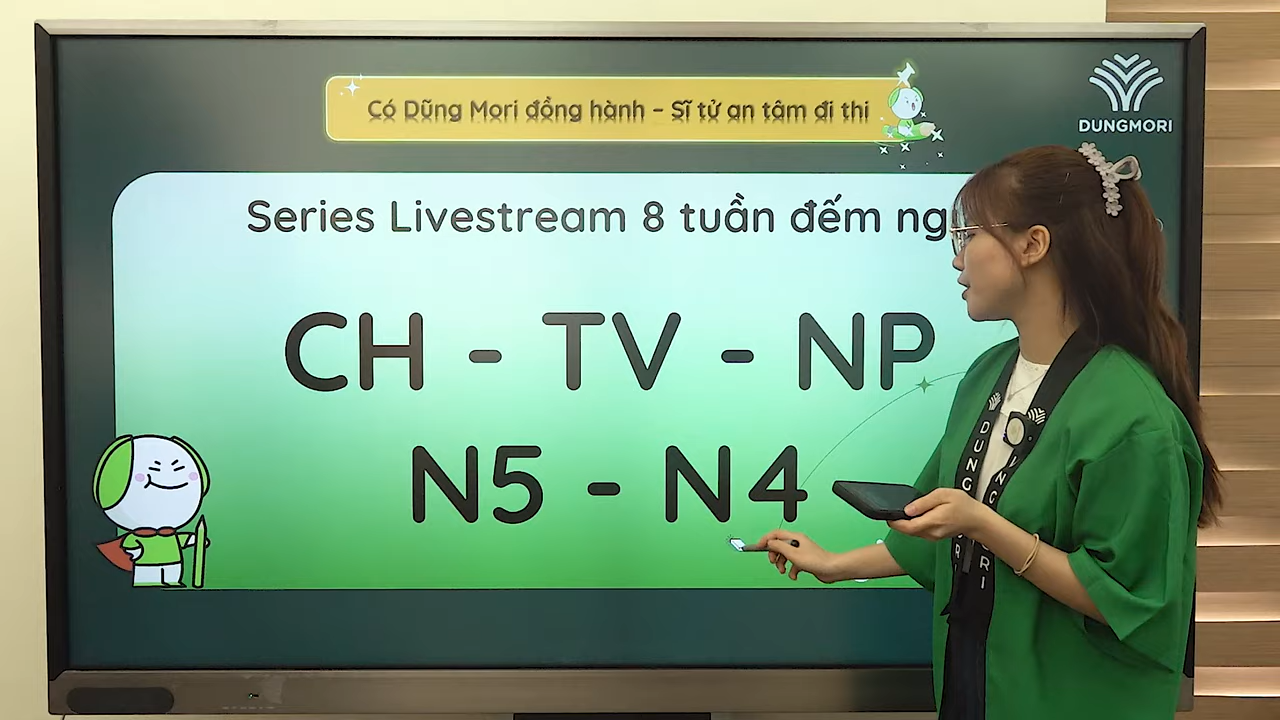 Có Dũng Mori đồng hành - Sĩ tử an tâm đi thi
DUNGMORI
Series Livestream 8 tuần đếm
CH - TV - NP
N5 - N4